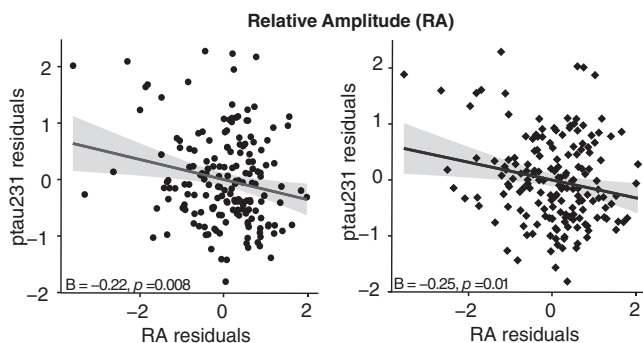 Relative Amplitude (RA)
ptau231 residuals
2
1
0
−1
−2
B = −0.22, p =0.008
−2
0
2
RA residuals
ptau231 residuals
2
1
0
−1
−2
B = −0.25, p =0.01
−2
0
2
RA residuals